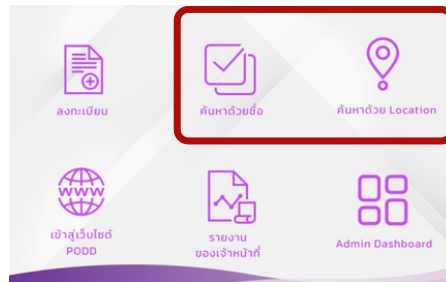 ลงทะเบียน
ค้นหาด้วยชื่อ
ค้นหาด้วย Location
WWW
เข้าสู่เว็บไซต์
PODD
รายงาน
ของเจ้าหน้าที่
Admin Dashboard